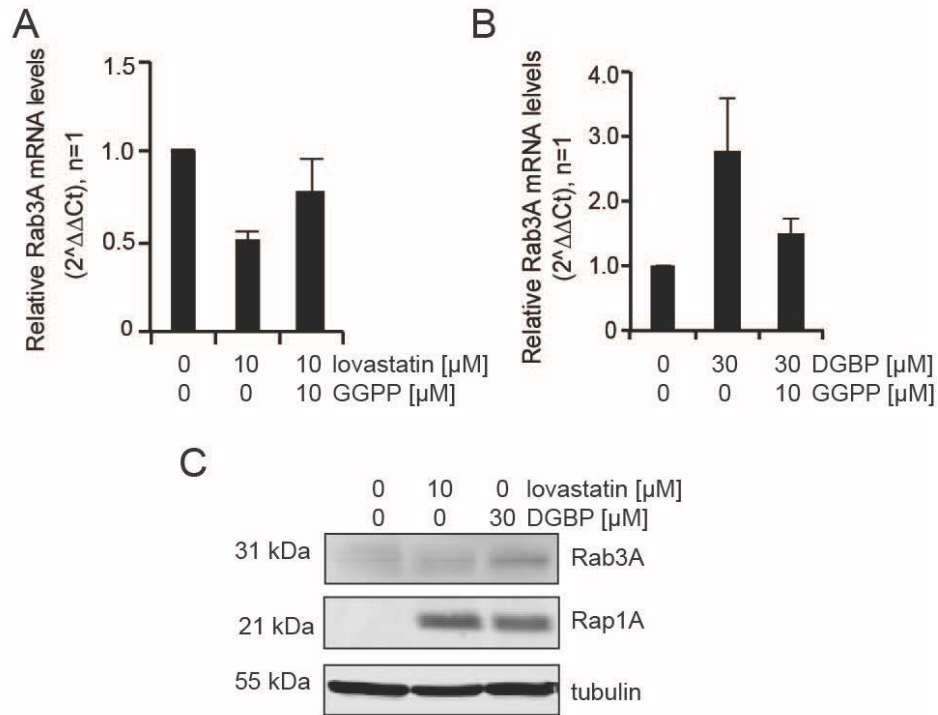 A
Relative Rab3A mRNA levels
(2^ΔΔCt), n=1
1.5
1.0
0.5
0
0 10 10 lovastatin [µM]
0 0 10 GGPP [µM]
B
Relative Rab3A mRNA lelvels
(2^ΔΔCt), n=1
4.0
3.0
2.0
1.0
0
0 30 30 DGBP [µM]
0 0 10 GGPP [µM]
C
0 10 0 lovastatin [µM]
0 0 30 DGBP [µM]
31 kDa Rab3A
21 kDa Rap1A
55 kDa tubulin